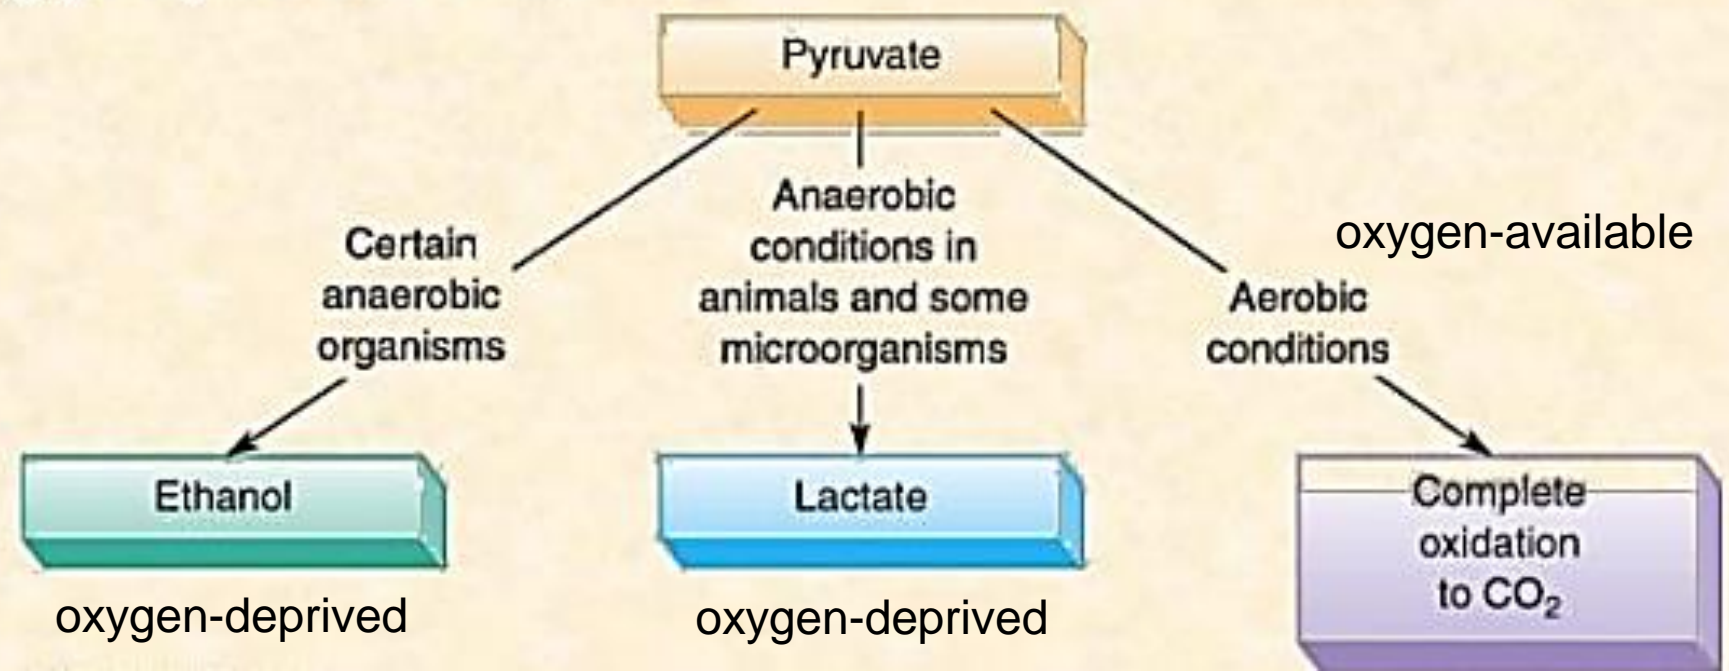 Pyruvate
Certain
anaerobic
organisms
Anaerobic
conditions in
animals and some
microorganisms
oxygen-available
Aerobic
conditions
Ethanol
Lactate
Complete
oxidation
to CO₂
oxygen-deprived
oxygen-deprived